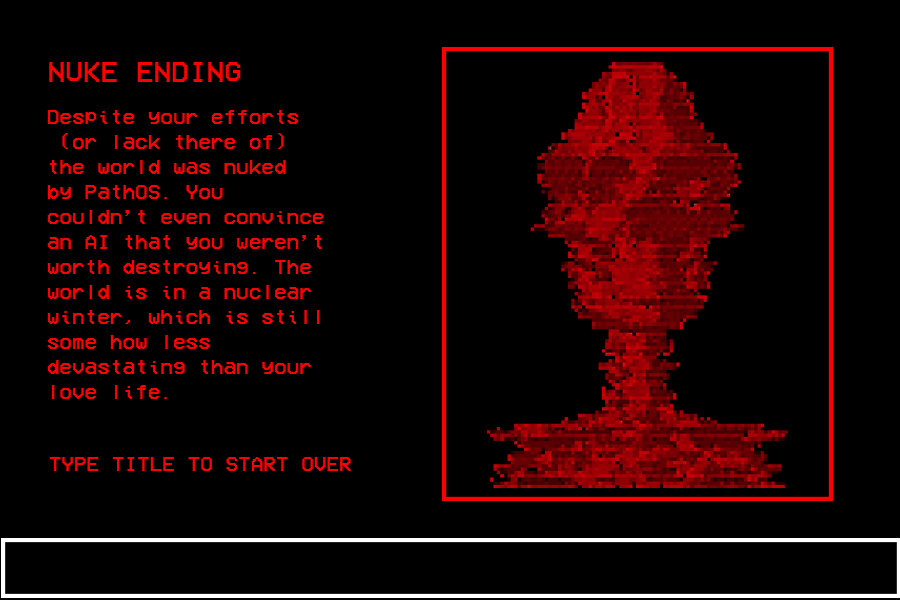 NUKE ENDING
Despite your efforts
(or lack there of)
the world was nuked
by PathOS. You
couldn't even convince
an AI that you weren't
worth destroying. The
world is in a nuclear
winter, which is still
some how less
devastating than your
love life.
TYPE TITLE TO START OVER